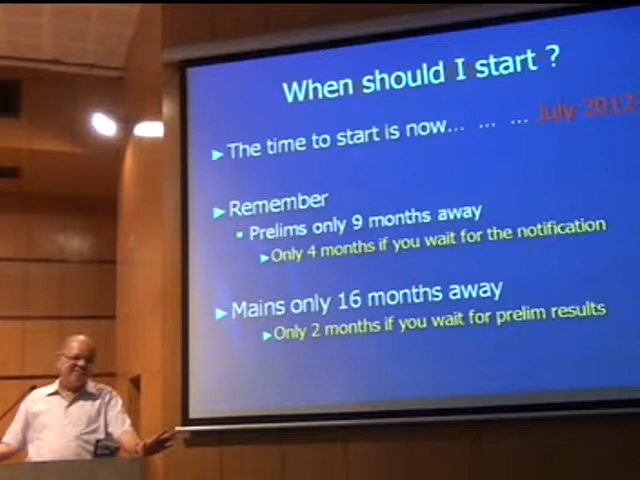 When should I start ?
►The time to start is now... ... ... July 2012
►Remember
▪ Prelims only 9 months away
►Only 4 months if you wait for the notification
►Mains only 16 months away
►Only 2 months if you wait for prelim results